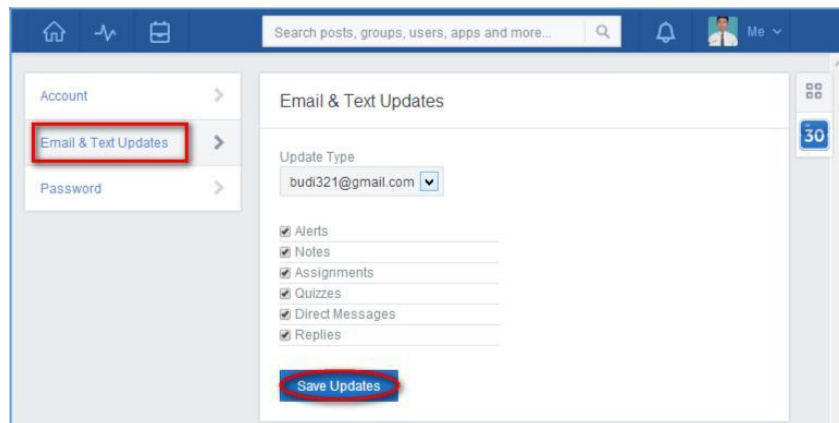 Search posts, groups, users, apps and more...
Me
Account
Email & Text Updates
Password
Email & Text Updates
Update Type
budi321@gmail.com
Alerts
Notes
Assignments
Quizzes
Direct Messages
Replies
Save Updates
30